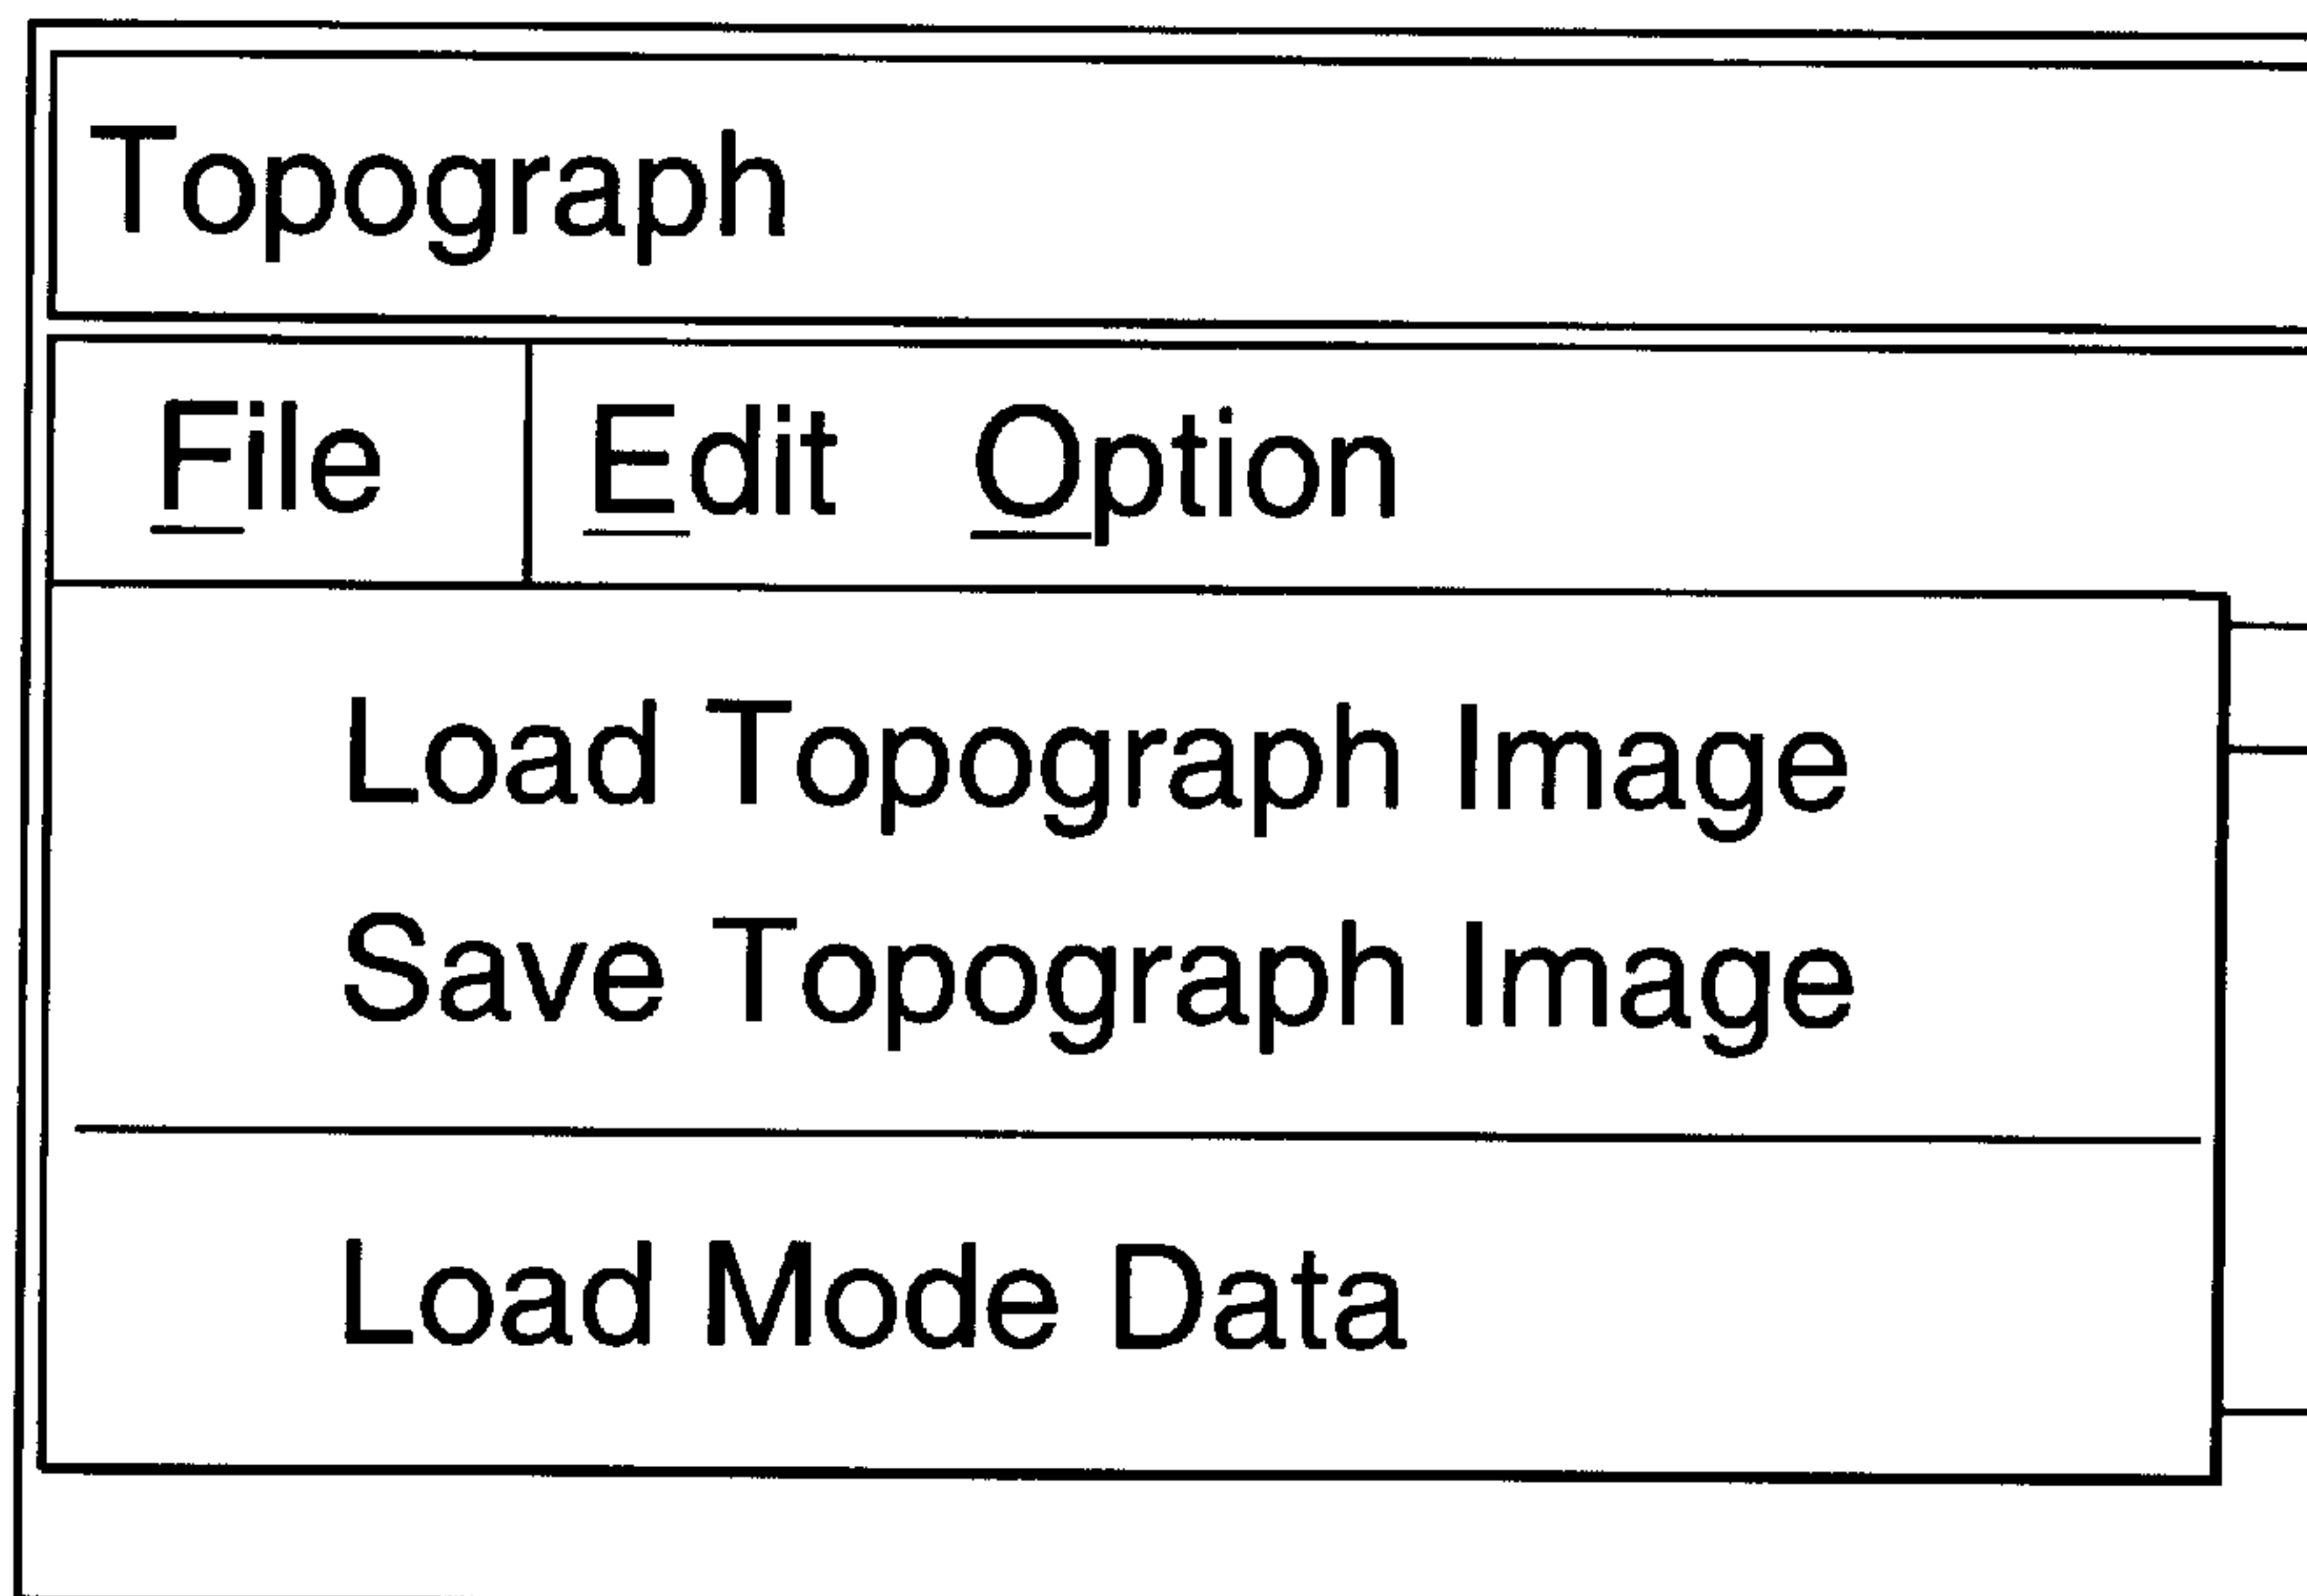 Topograph
File Edit Option
Load Topograph Image
Save Topograph Image
Load Mode Data